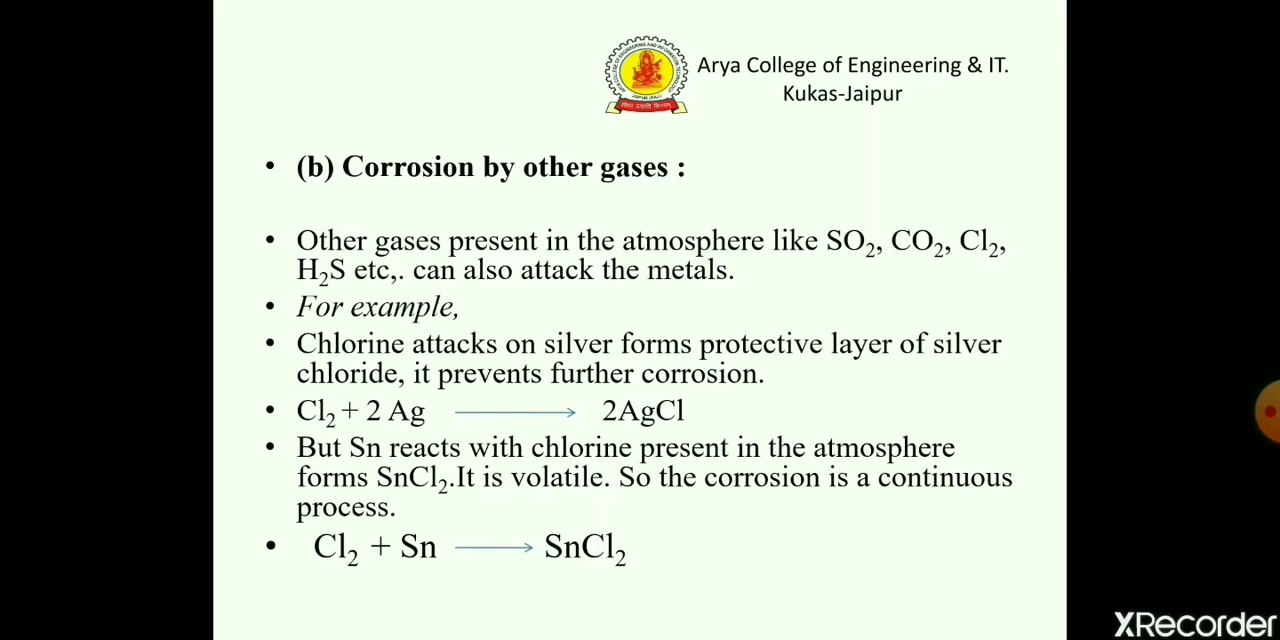 Arya College of Engineering & IT.
Kukas-Jaipur
• (b) Corrosion by other gases :
• Other gases present in the atmosphere like SO₂, CO₂, Cl₂,
H₂S etc,. can also attack the metals.
• For example,
• Chlorine attacks on silver forms protective layer of silver
chloride, it prevents further corrosion.
• Cl₂ + 2 Ag ⟶ 2AgCl
• But Sn reacts with chlorine present in the atmosphere
forms SnCl₂.It is volatile. So the corrosion is a continuous
process.
• Cl₂ + Sn ⟶ SnCl₂
XRecorder